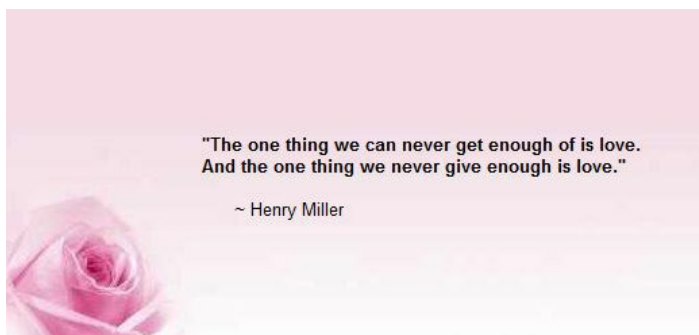 "The one thing we can never get enough of is love.
And the one thing we never give enough is love."
~ Henry Miller